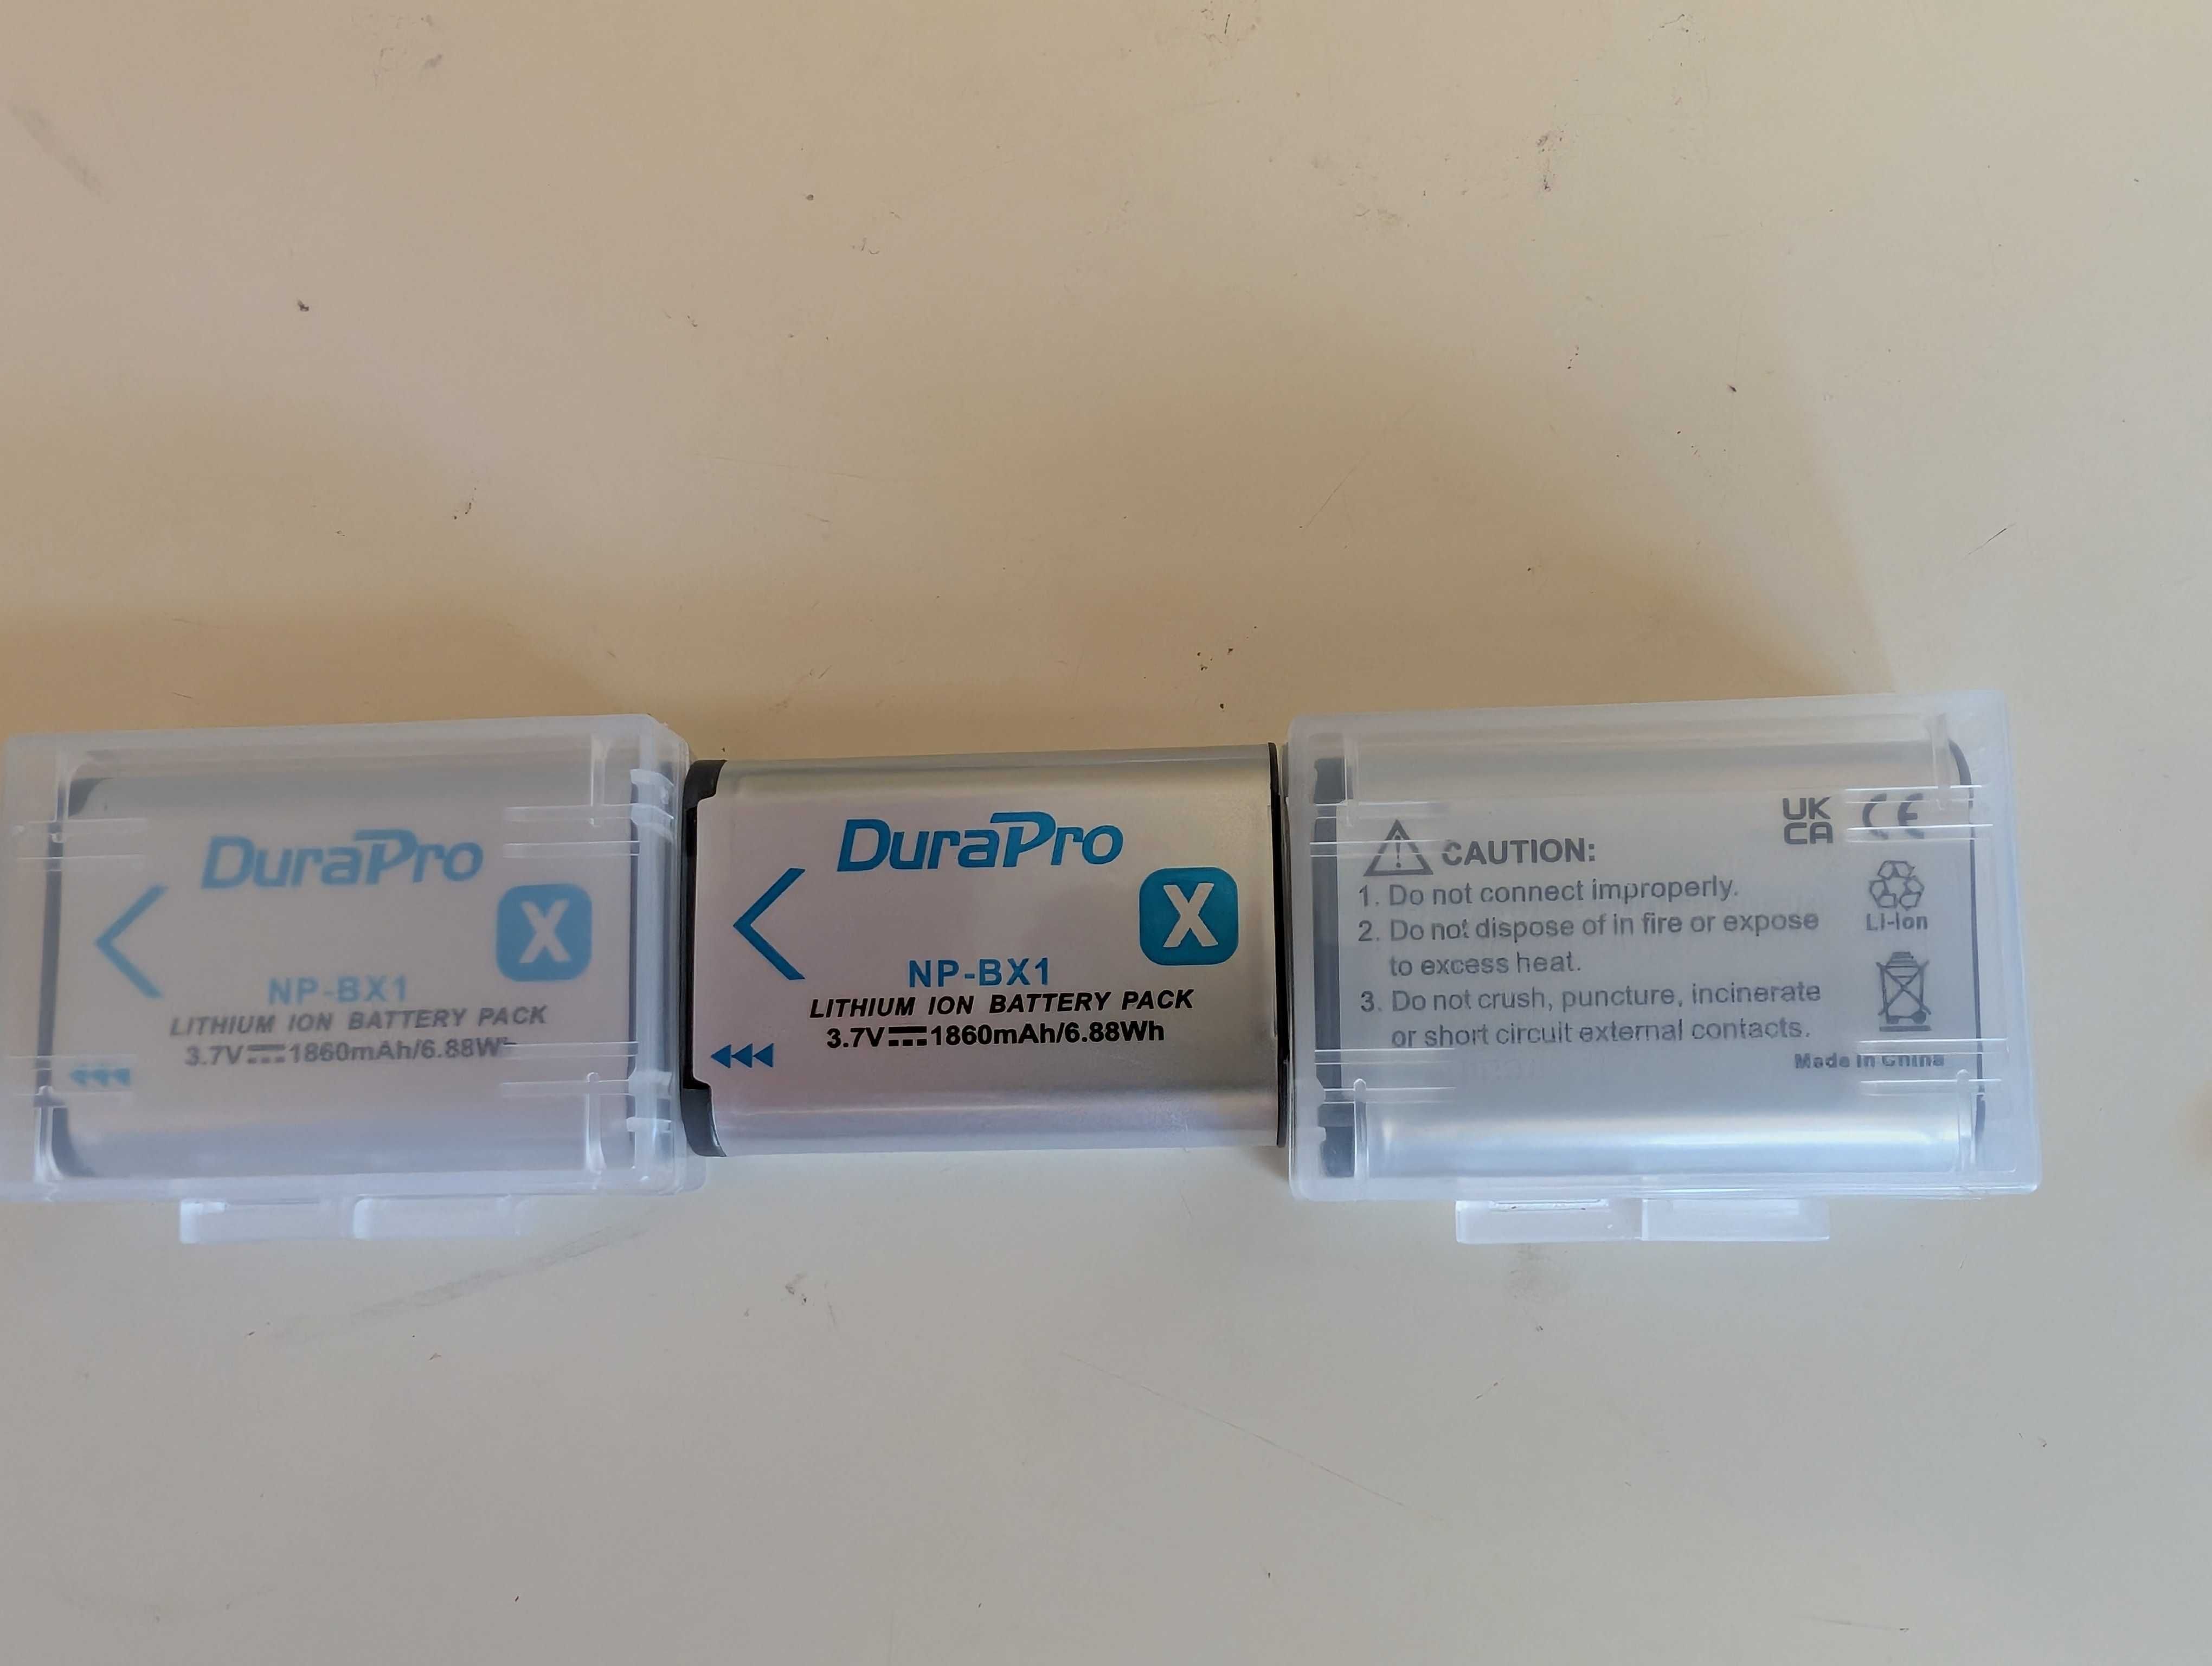 DuraPro
X
NP-BX1
LITHIUM ION BATTERY PACK
3.7V⎓1860mAh/6.88Wh
DuraPro
X
NP-BX1
LITHIUM ION BATTERY PACK
3.7V⎓1860mAh/6.88Wh
UK
CA CE
CAUTION:
1. Do not connect improperly.
2. Do not dispose of in fire or expose
to excess heat.
3. Do not crush, puncture, incinerate
or short circuit external contacts.
Li-ion
Made in China